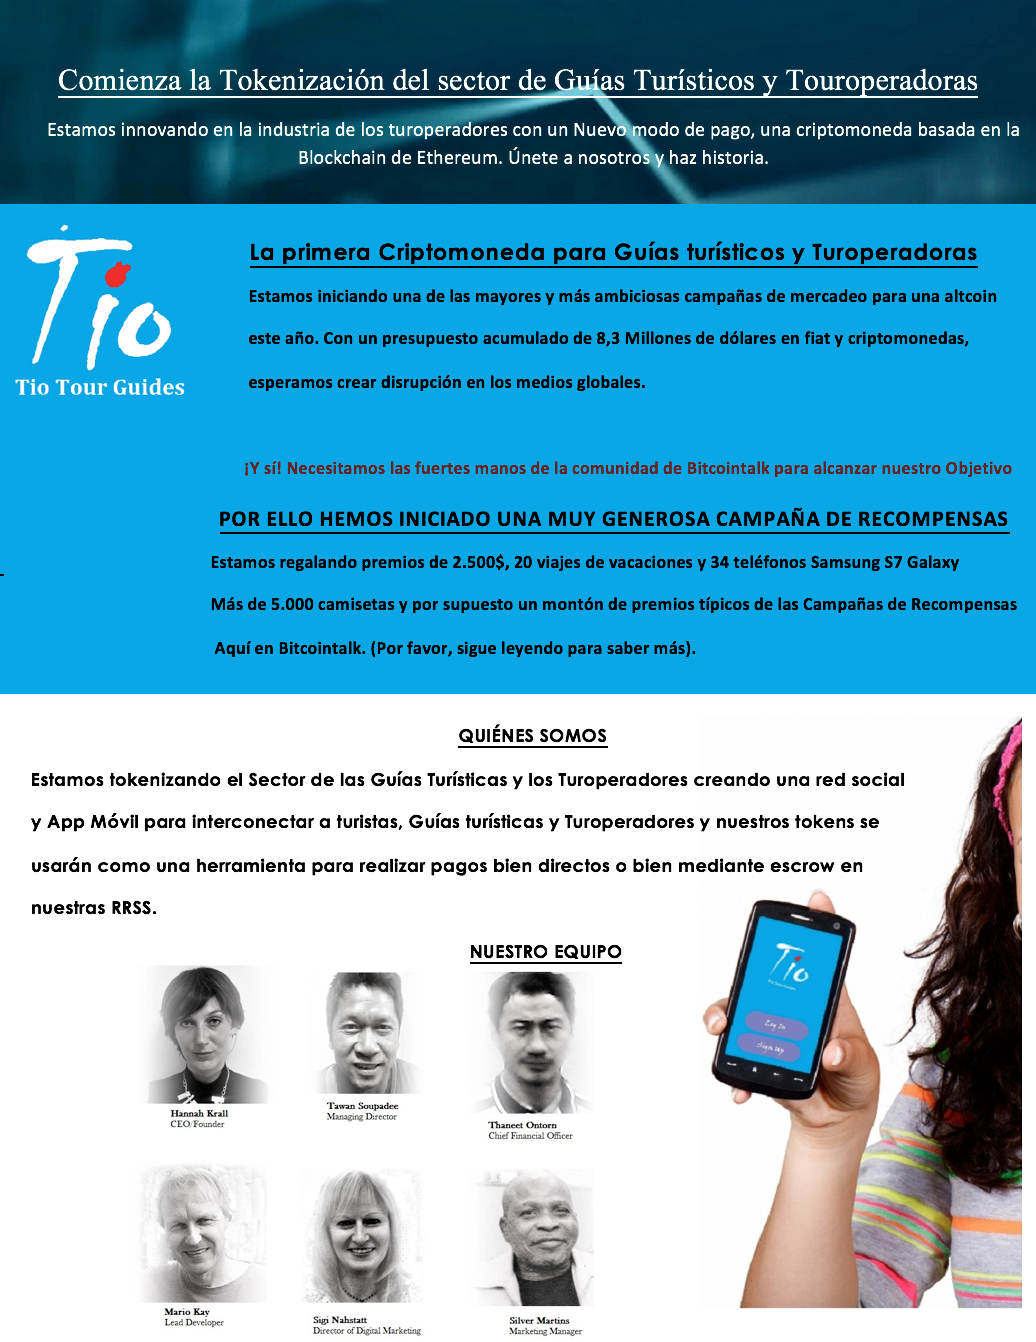 Comienza la Tokenización del sector de Guías Turísticos y Touroperadoras
Estamos innovando en la industria de los turoperadores con un Nuevo modo de pago, una criptomoneda basada en la
Blockchain de Ethereum. Únete a nosotros y haz historia.
Tio
Tio Tour Guides
La primera Criptomoneda para Guías turísticos y Turoperadoras
Estamos iniciando una de las mayores y más ambiciosas campañas de mercadeo para una altcoin
este año. Con un presupuesto acumulado de 8,3 Millones de dólares en fiat y criptomonedas,
esperamos crear disrupción en los medios globales.
¡Y sí! Necesitamos las fuertes manos de la comunidad de Bitcointalk para alcanzar nuestro Objetivo
POR ELLO HEMOS INICIADO UNA MUY GENEROSA CAMPAÑA DE RECOMPENSAS
Estamos regalando premios de 2.500$, 20 viajes de vacaciones y 34 teléfonos Samsung S7 Galaxy
Más de 5.000 camisetas y por supuesto un montón de premios típicos de las Campañas de Recompensas
Aquí en Bitcointalk. (Por favor, sigue leyendo para saber más).
QUIÉNES SOMOS
Estamos tokenizando el Sector de las Guías Turísticas y los Turoperadores creando una red social
y App Móvil para interconectar a turistas, Guías turísticas y Turoperadores y nuestros tokens se
usarán como una herramienta para realizar pagos bien directos o bien mediante escrow en
nuestras RRSS.
NUESTRO EQUIPO
Tio
Tio Tour Guides
Log In
Sign Up
Hannah Krall
CEO/Founder
Tawan Soupadee
Managing Director
Thaneet Ontorn
Chief Financial Officer
Mario Kay
Lead Developer
Sigi Nahstatt
Director of Digital Marketing
Silver Martins
Marketing Manager